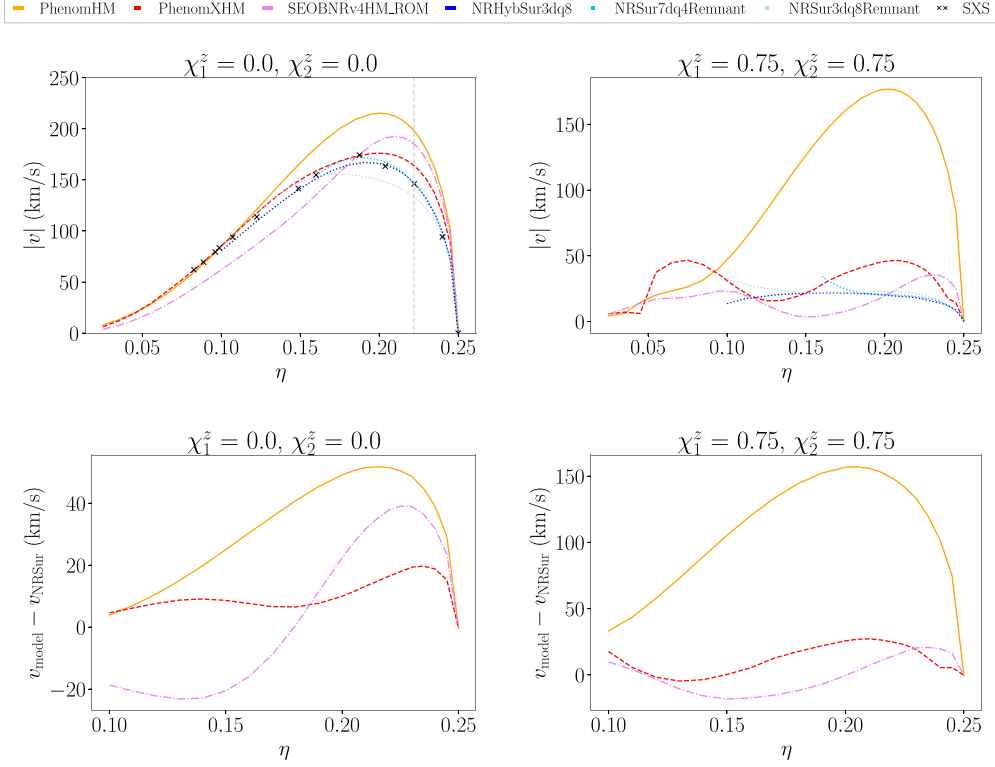 PhenomHM PhenomXHM SEOBNRv4HM_ROM NRHybSur3dq8 NRSur7dq4Remnant NRSur3dq8Remnant SXS
χ₁ᶻ = 0.0, χ₂ᶻ = 0.0
|v| (km/s)
250
200
150
100
50
0
0.05 0.10 0.15 0.20 0.25
η
χ₁ᶻ = 0.75, χ₂ᶻ = 0.75
|v| (km/s)
150
100
50
0
0.05 0.10 0.15 0.20 0.25
η
χ₁ᶻ = 0.0, χ₂ᶻ = 0.0
v_model − v_NRSur (km/s)
40
20
0
−20
0.10 0.15 0.20 0.25
η
χ₁ᶻ = 0.75, χ₂ᶻ = 0.75
v_model − v_NRSur (km/s)
150
100
50
0
0.10 0.15 0.20 0.25
η